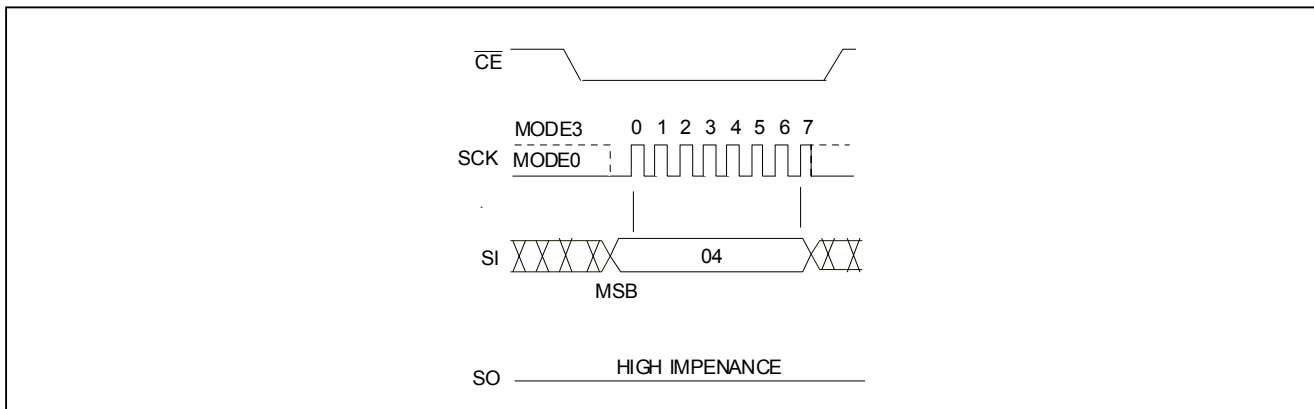 CE
MODE3 0 1 2 3 4 5 6 7
SCK MODE0
SI 04
MSB
HIGH IMPENANCE
SO